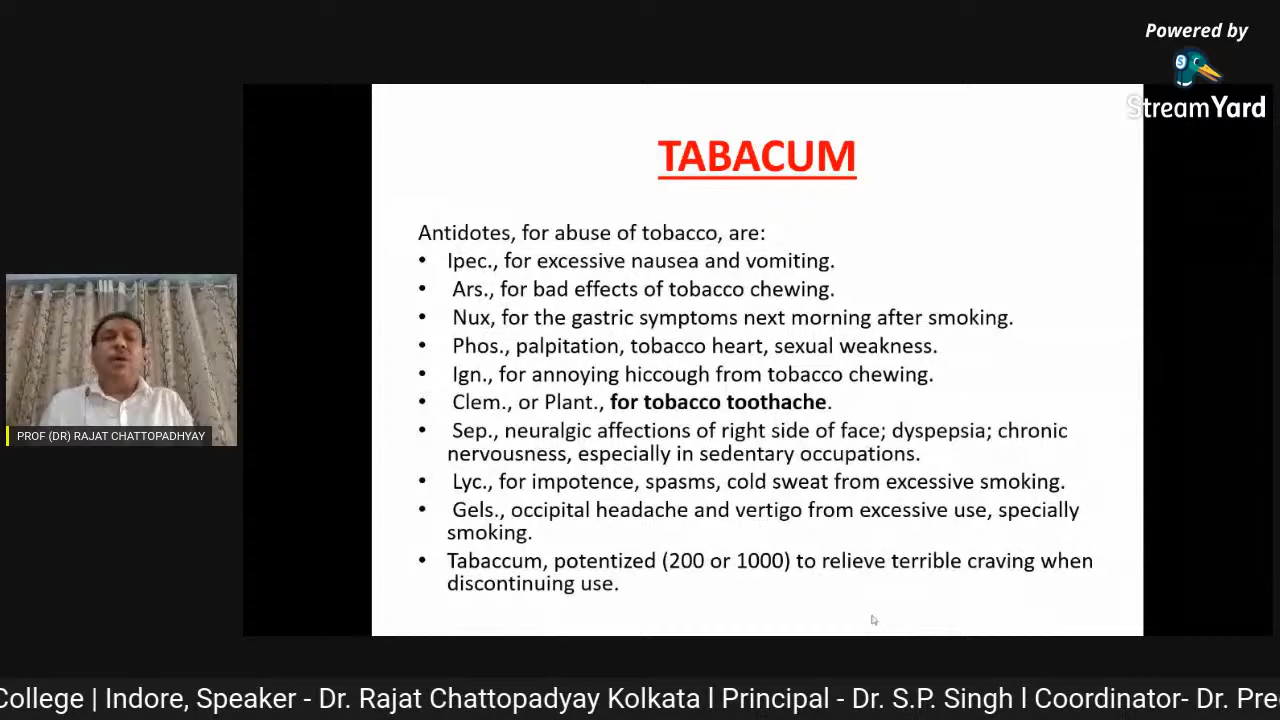 Powered by
StreamYard
TABACUM
Antidotes, for abuse of tobacco, are:
• Ipec., for excessive nausea and vomiting.
• Ars., for bad effects of tobacco chewing.
• Nux, for the gastric symptoms next morning after smoking.
• Phos., palpitation, tobacco heart, sexual weakness.
• Ign., for annoying hiccough from tobacco chewing.
• Clem., or Plant., for tobacco toothache.
• Sep., neuralgic affections of right side of face; dyspepsia; chronic
nervousness, especially in sedentary occupations.
• Lyc., for impotence, spasms, cold sweat from excessive smoking.
• Gels., occipital headache and vertigo from excessive use, specially
smoking.
• Tabaccum, potentized (200 or 1000) to relieve terrible craving when
discontinuing use.
PROF (DR) RAJAT CHATTOPADHYAY
College | Indore, Speaker - Dr. Rajat Chattopadyay Kolkata l Principal - Dr. S.P. Singh l Coordinator- Dr. Pre